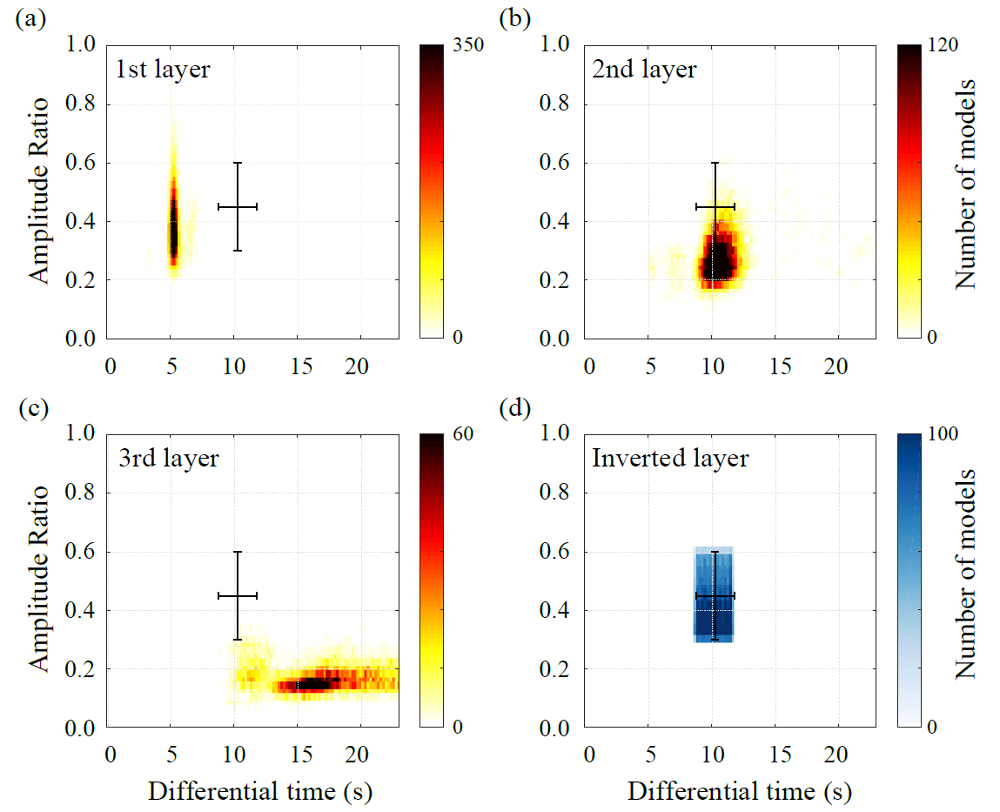 (a)
1.0
0.8
0.6
0.4
0.2
0.0
Amplitude Ratio
1st layer
0 5 10 15 20
350
0
(b)
1.0
0.8
0.6
0.4
0.2
0.0
2nd layer
0 5 10 15 20
120
0
Number of models
(c)
1.0
0.8
0.6
0.4
0.2
0.0
Amplitude Ratio
3rd layer
0 5 10 15 20
Differential time (s)
60
0
(d)
1.0
0.8
0.6
0.4
0.2
0.0
Inverted layer
0 5 10 15 20
Differential time (s)
100
0
Number of models